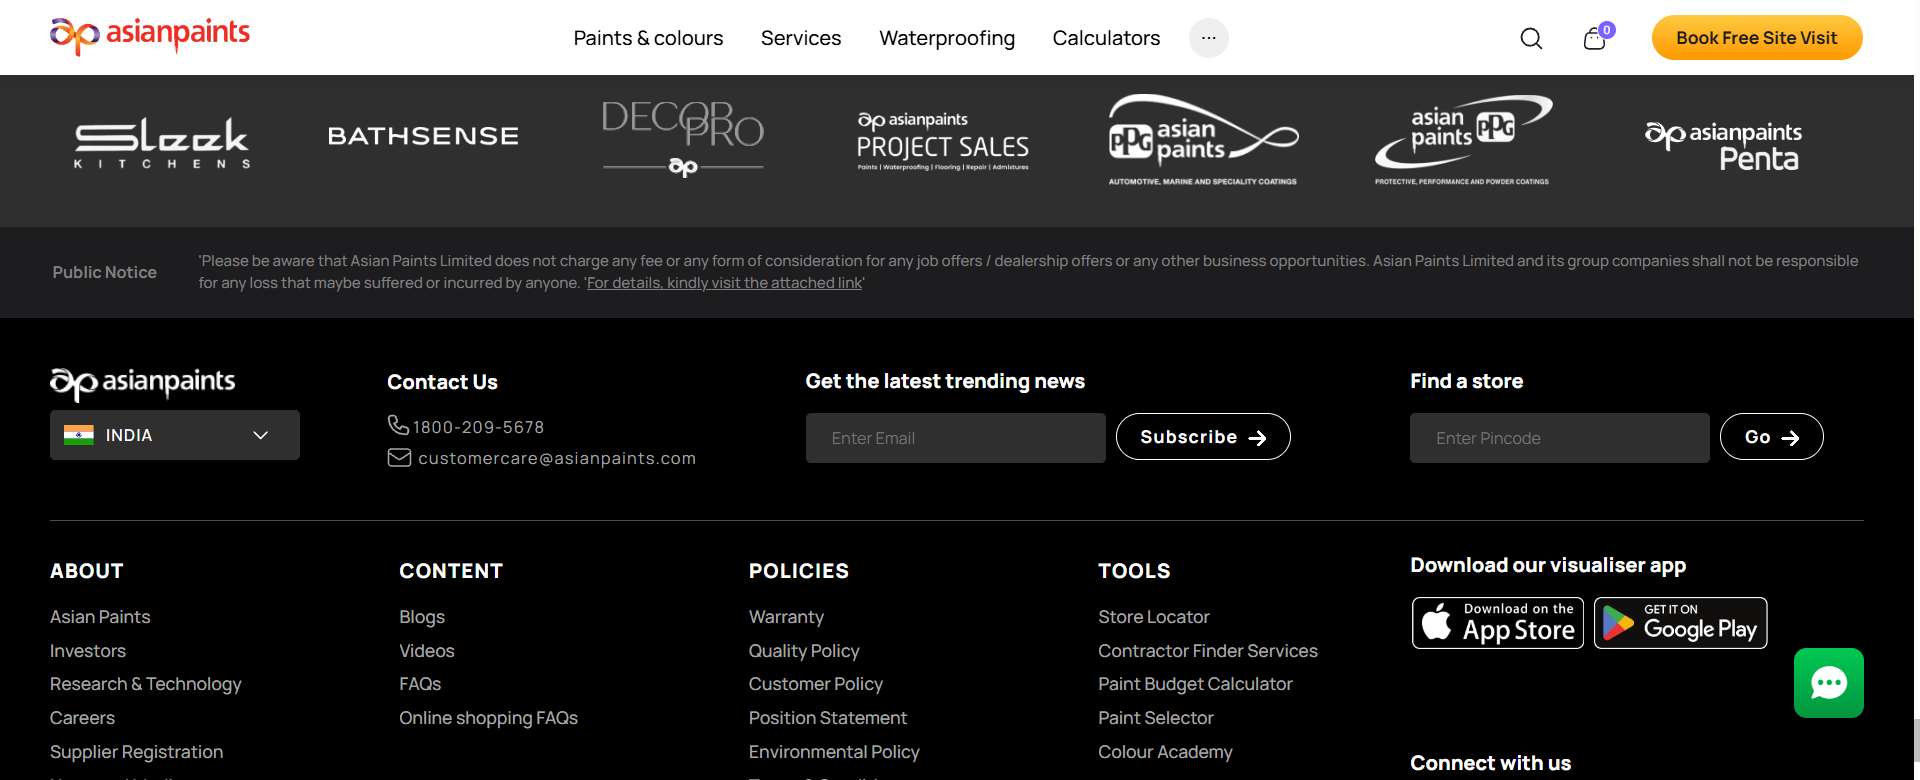 asianpaints
Paints & colours
Services
Waterproofing
Calculators
...
0
Book Free Site Visit
Sleek
KITCHENS
BATHSENSE
DECOR
PRO
ap
asianpaints
PROJECT SALES
Paints | Waterproofing | Flooring | Repair | Admixtures
PPG
asian
paints
AUTOMOTIVE, MARINE AND SPECIALITY COATINGS
asian
paints
PPG
PROTECTIVE, PERFORMANCE AND POWDER COATINGS
asianpaints
Penta
Public Notice
'Please be aware that Asian Paints Limited does not charge any fee or any form of consideration for any job offers / dealership offers or any other business opportunities. Asian Paints Limited and its group companies shall not be responsible
for any loss that maybe suffered or incurred by anyone. 'For details, kindly visit the attached link'
asianpaints
INDIA
Contact Us
1800-209-5678
customercare@asianpaints.com
Get the latest trending news
Enter Email
Subscribe →
Find a store
Enter Pincode
Go →
ABOUT
Asian Paints
Investors
Research & Technology
Careers
Supplier Registration
CONTENT
Blogs
Videos
FAQs
Online shopping FAQs
POLICIES
Warranty
Quality Policy
Customer Policy
Position Statement
Environmental Policy
TOOLS
Store Locator
Contractor Finder Services
Paint Budget Calculator
Paint Selector
Colour Academy
Download our visualiser app
Download on the
App Store
GET IT ON
Google Play
Connect with us